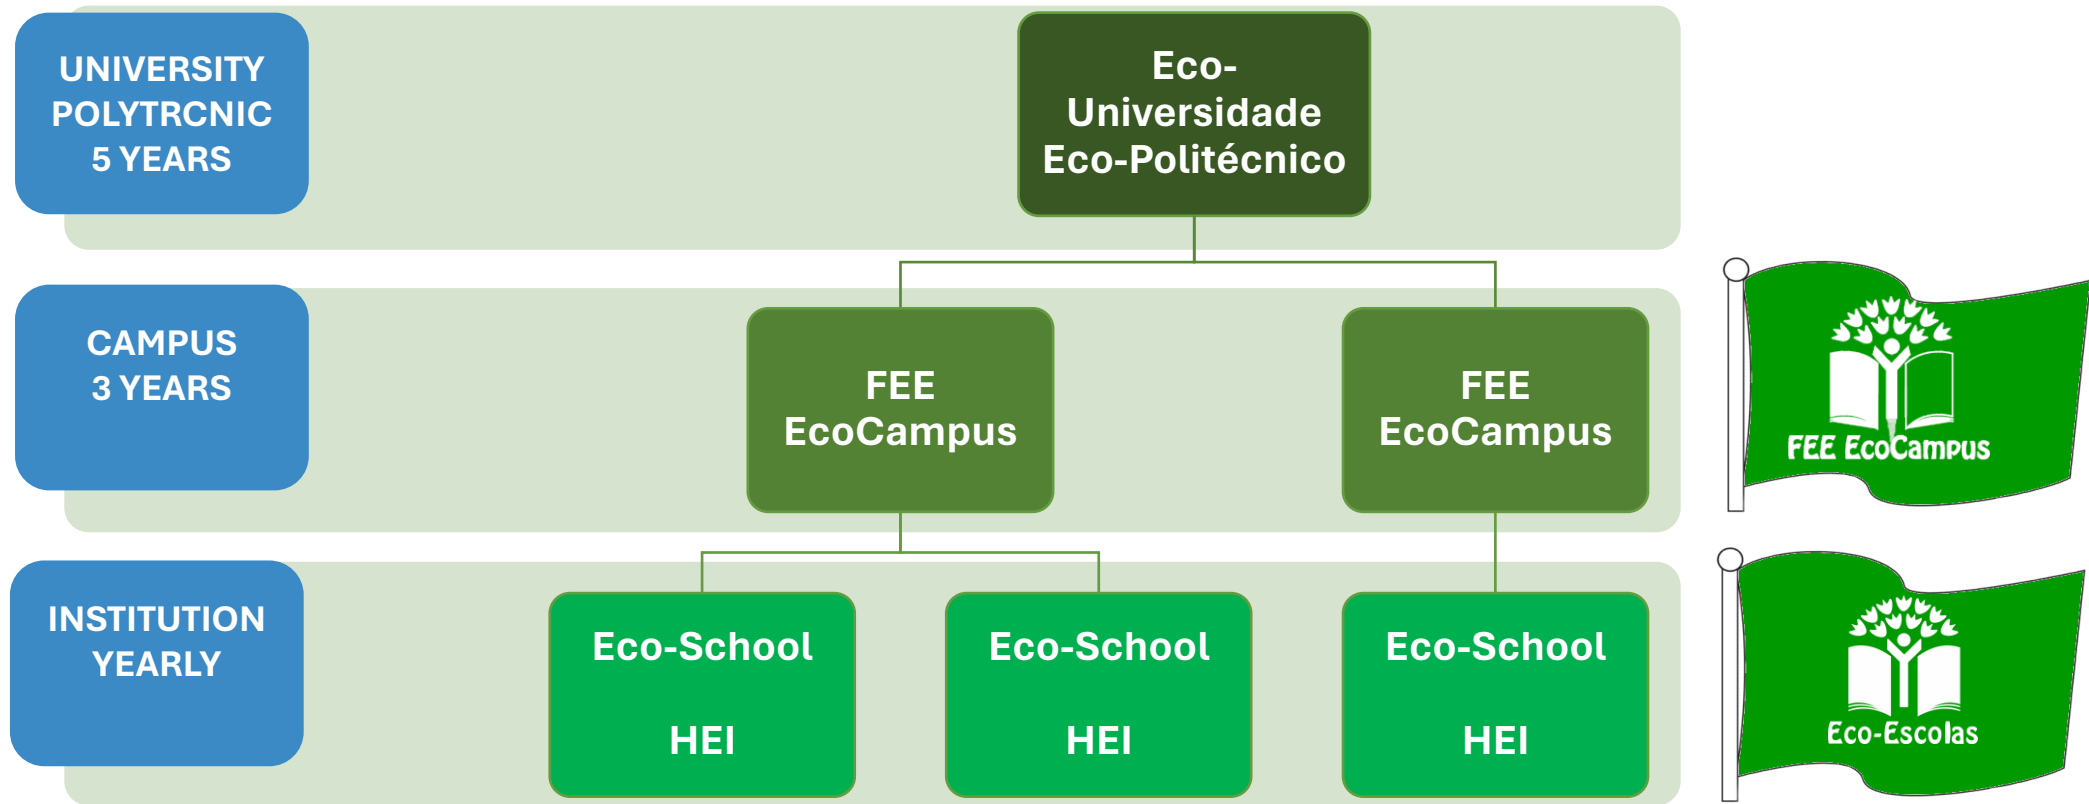 UNIVERSITY
POLYTRCNIC
5 YEARS
Eco-
Universidade
Eco-Politécnico
CAMPUS
3 YEARS
FEE
EcoCampus
FEE
EcoCampus
FEE EcoCampus
INSTITUTION
YEARLY
Eco-School
HEI
Eco-School
HEI
Eco-School
HEI
Eco-Escolas